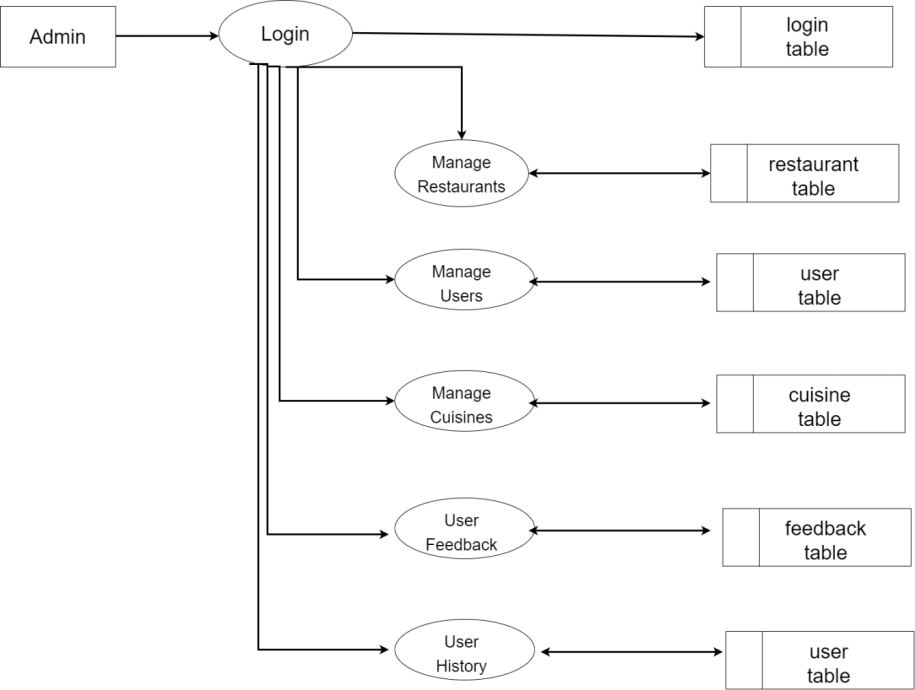 Admin
Login
login
table
Manage
Restaurants
restaurant
table
Manage
Users
user
table
Manage
Cuisines
cuisine
table
User
Feedback
feedback
table
User
History
user
table